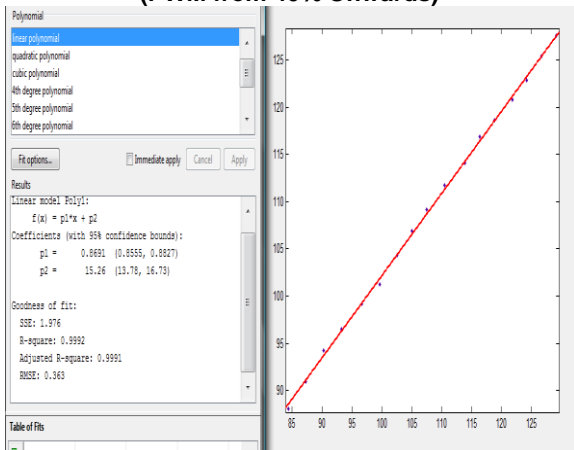 Polynomial
linear polynomial
quadratic polynomial
cubic polynomial
4th degree polynomial
5th degree polynomial
6th degree polynomial
Fit options...
Immediate apply
Cancel
Apply
Results
Linear model Poly1:
f(x) = p1*x + p2
Coefficients (with 95% confidence bounds):
p1 = 0.8691 (0.8555, 0.8827)
p2 = 15.26 (13.78, 16.73)
Goodness of fit:
SSE: 1.976
R-square: 0.9992
Adjusted R-square: 0.9991
RMSE: 0.363
Table of Fits
125
120
115
110
105
100
95
90
85 90 95 100 105 110 115 120 125